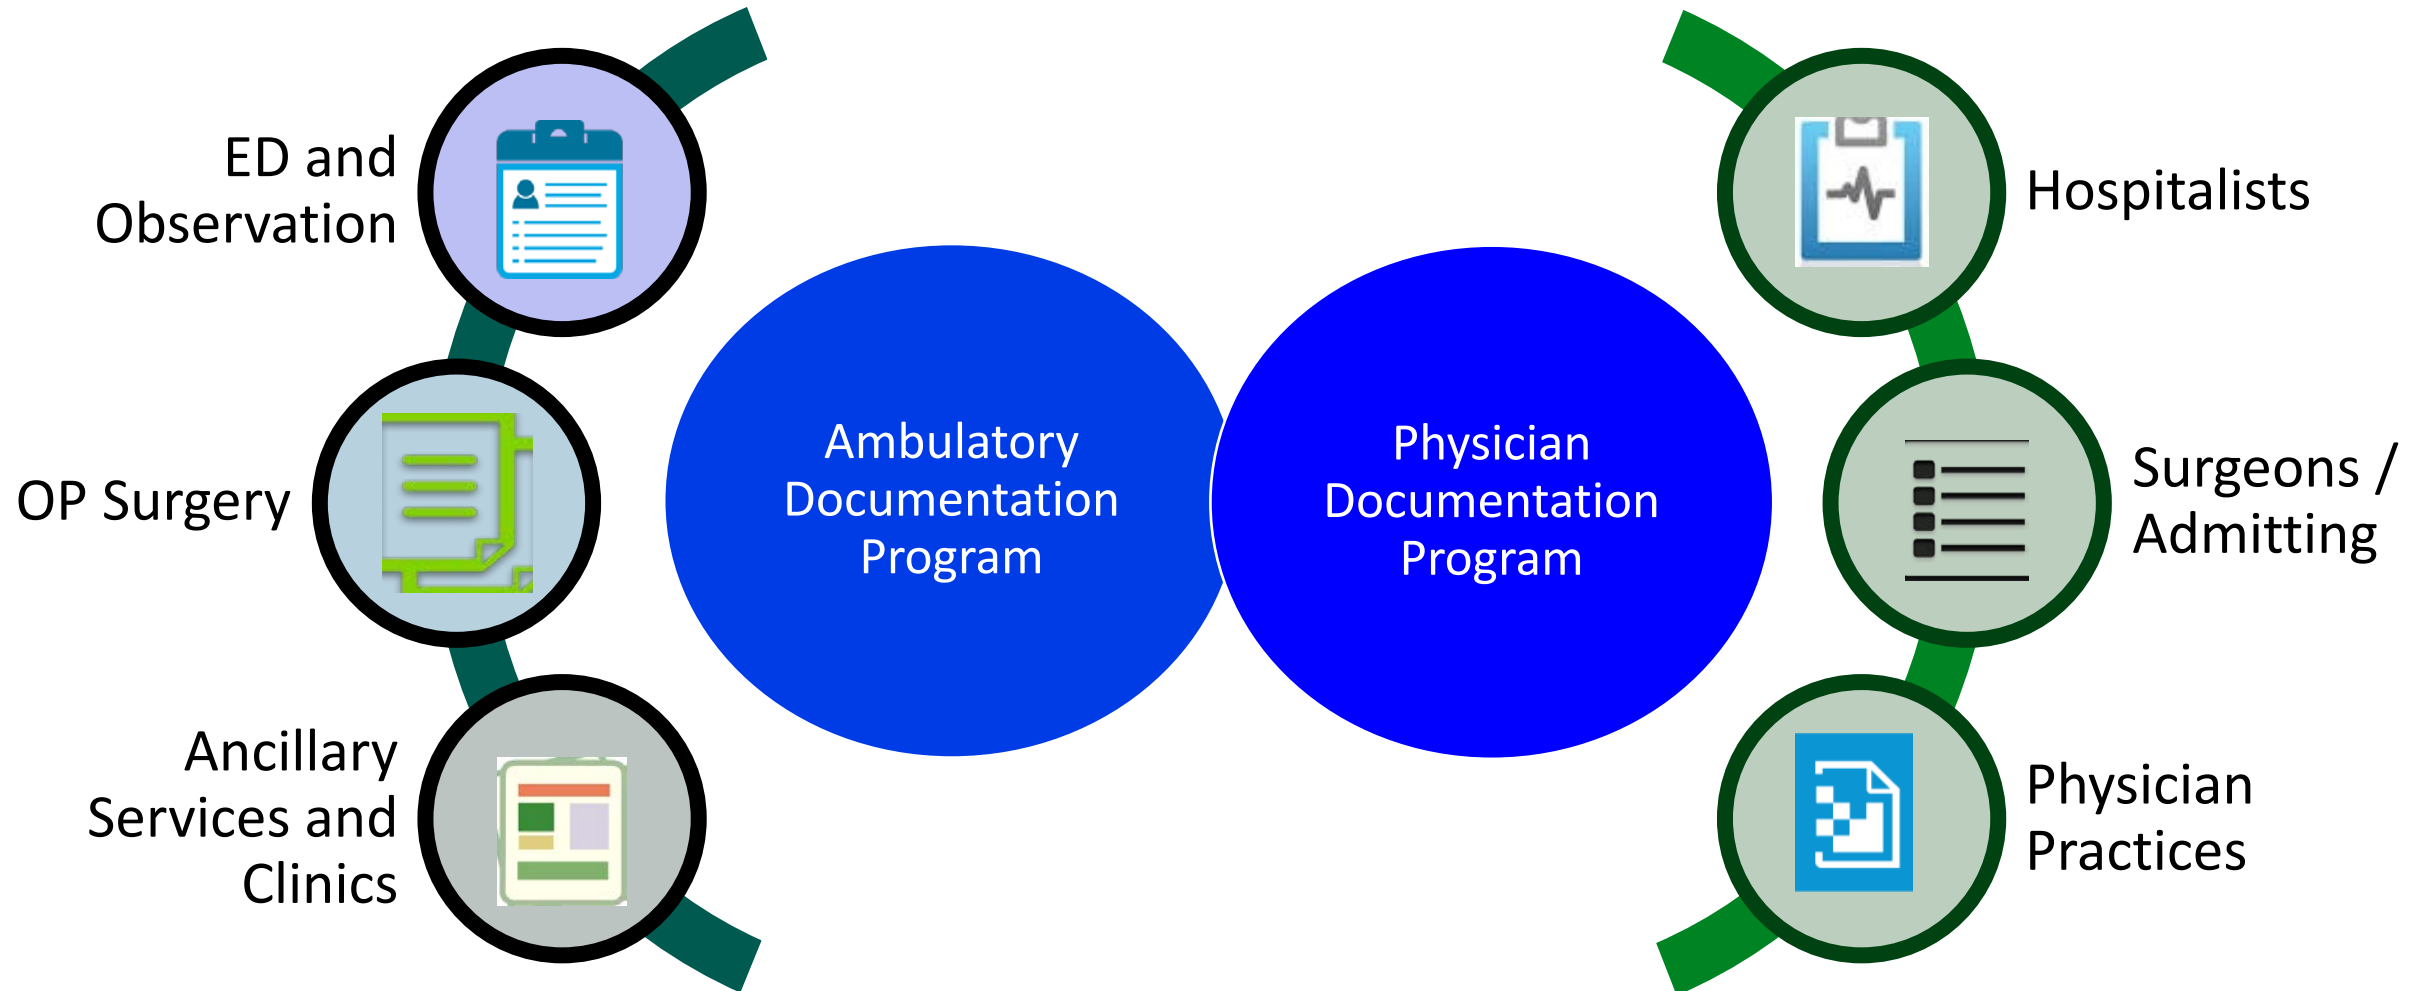 ED and
Observation
OP Surgery
Ancillary
Services and
Clinics
Ambulatory
Documentation
Program
Physician
Documentation
Program
Hospitalists
Surgeons /
Admitting
Physician
Practices